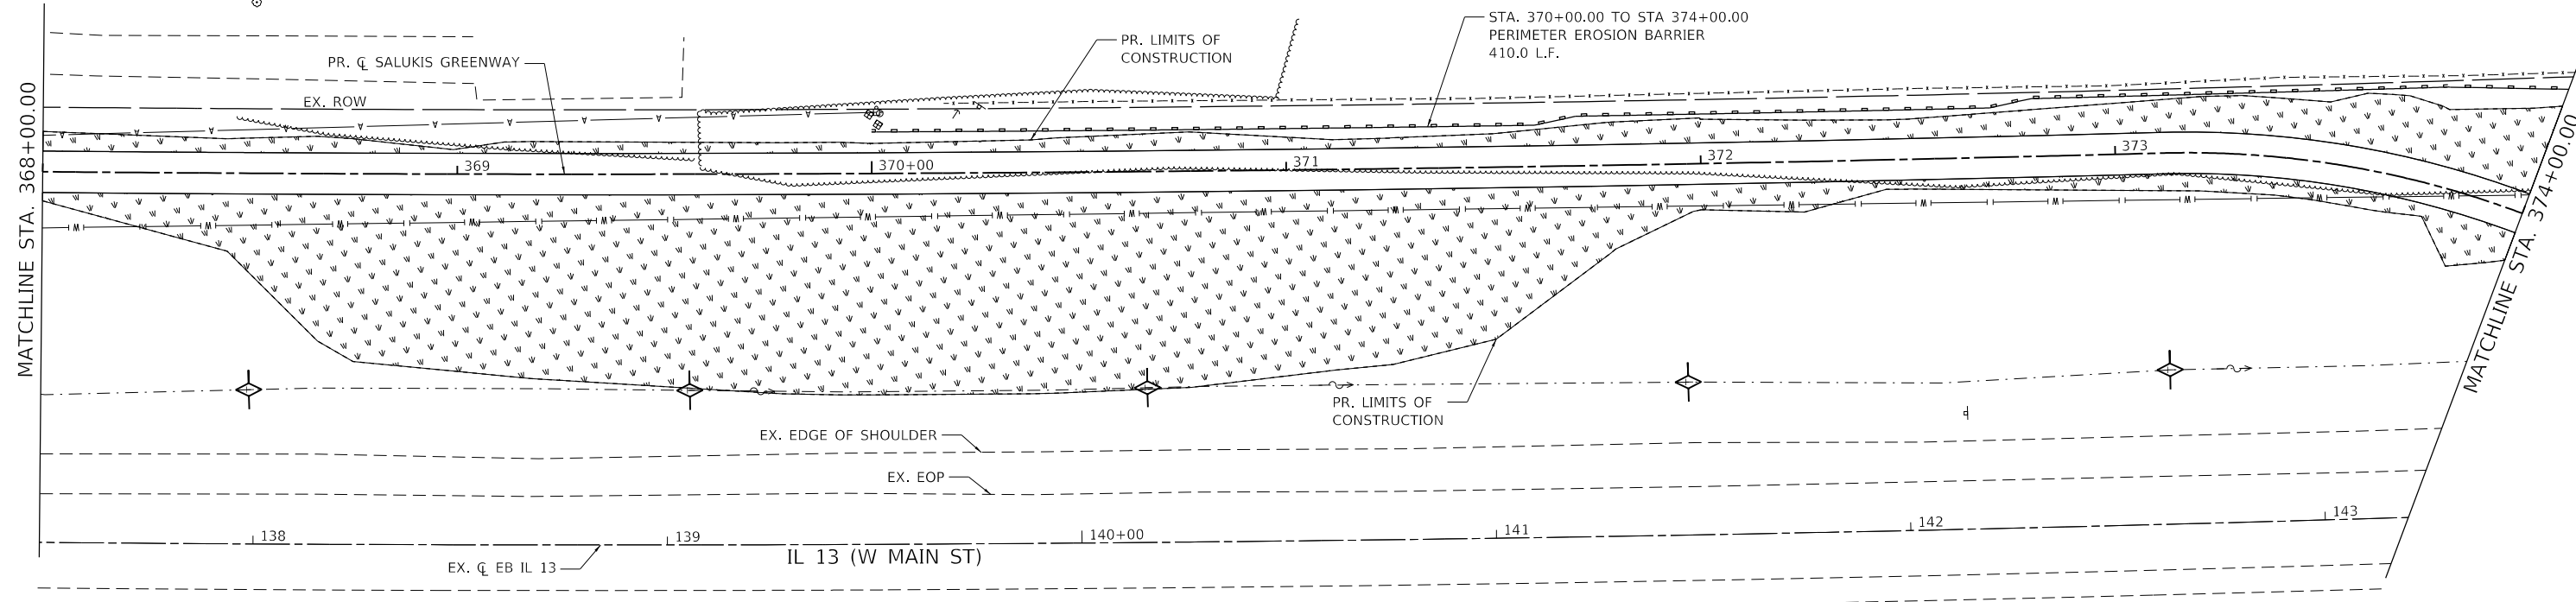 STA. 370+00.00 TO STA 374+00.00
PERIMETER EROSION BARRIER
410.0 L.F.
PR. LIMITS OF
CONSTRUCTION
PR. ℄ SALUKIS GREENWAY
EX. ROW
MATCHLINE STA. 368+00.00
369
370+00
371
372
373
MATCHLINE STA. 374+00.00
PR. LIMITS OF
CONSTRUCTION
EX. EDGE OF SHOULDER
EX. EOP
138
139
140+00
141
142
143
IL 13 (W MAIN ST)
EX. ℄ EB IL 13